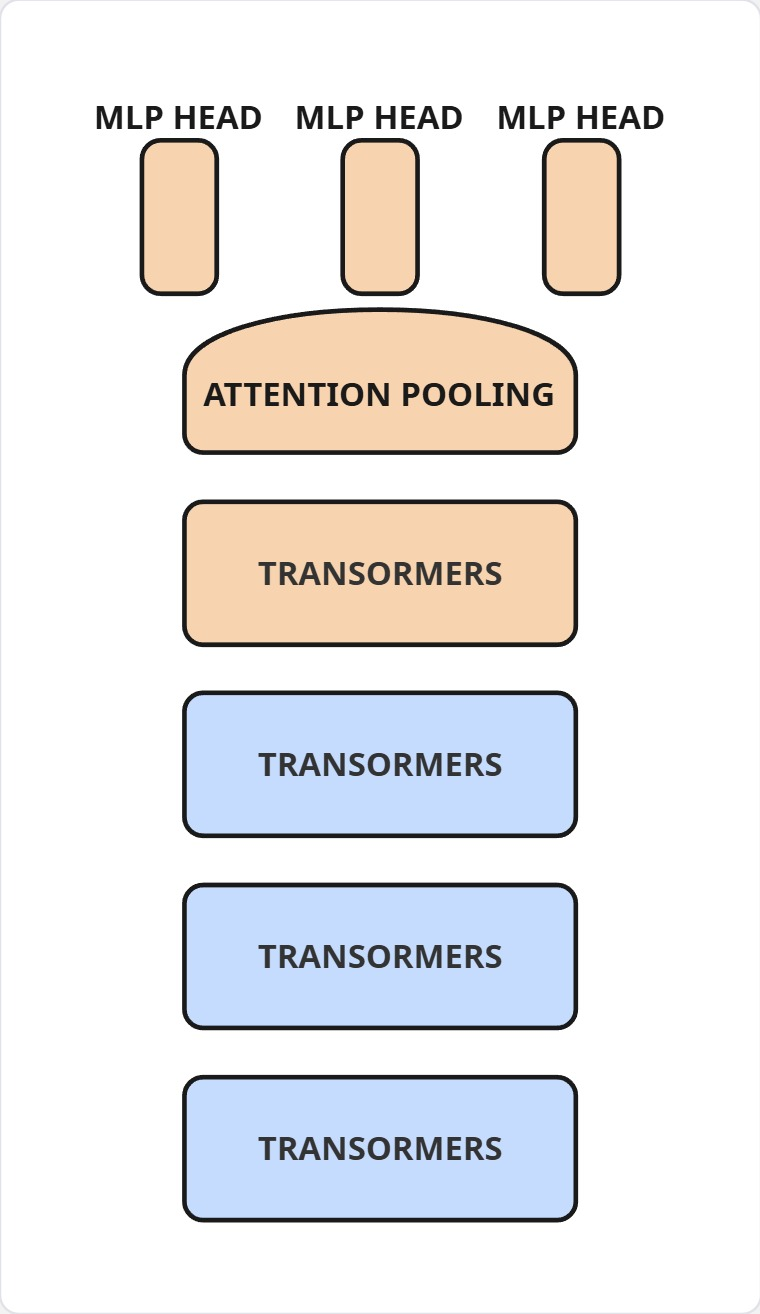 MLP HEAD MLP HEAD MLP HEAD
ATTENTION POOLING
TRANSORMERS
TRANSORMERS
TRANSORMERS
TRANSORMERS